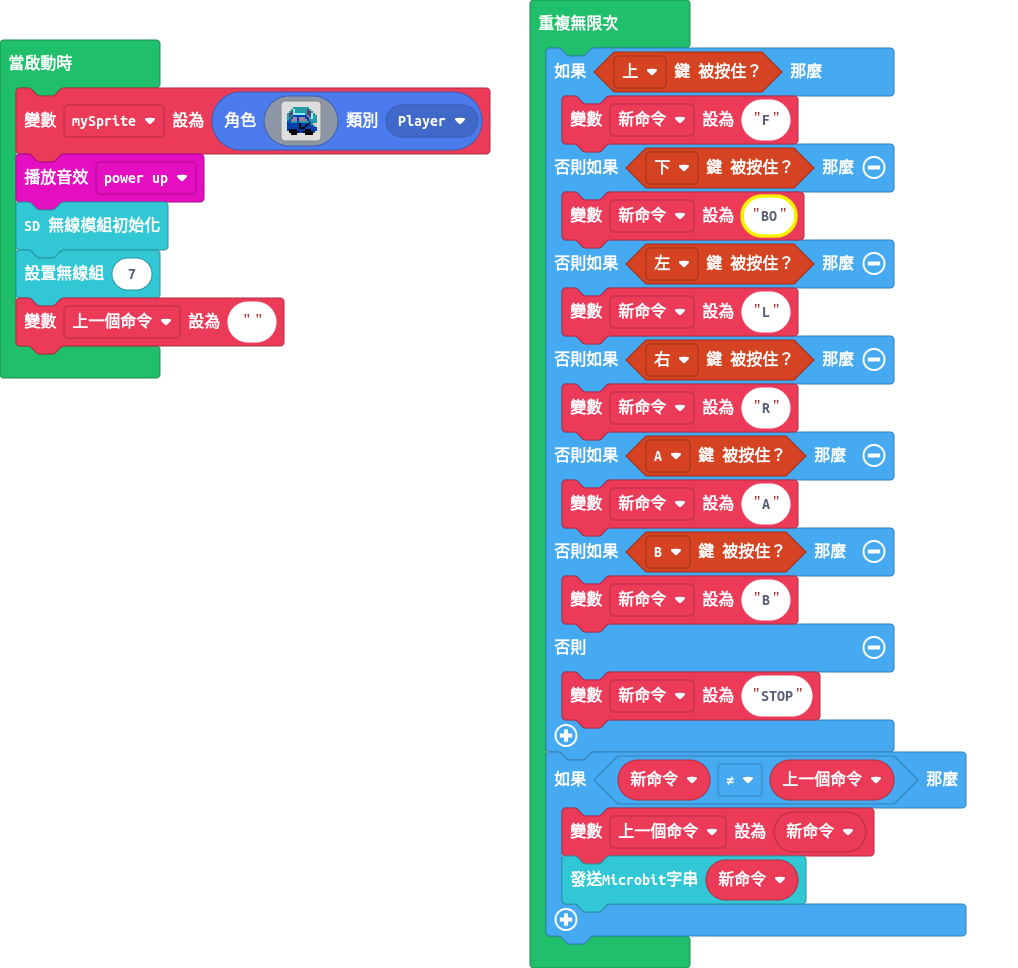 當啟動時
變數 mySprite 設為 角色 類別 Player
播放音效 power up
SD 無線模組初始化
設置無線組 7
變數 上一個命令 設為 " "
重複無限次
如果 上 鍵 被按住？ 那麼
變數 新命令 設為 "F"
否則如果 下 鍵 被按住？ 那麼
變數 新命令 設為 "BO"
否則如果 左 鍵 被按住？ 那麼
變數 新命令 設為 "L"
否則如果 右 鍵 被按住？ 那麼
變數 新命令 設為 "R"
否則如果 A 鍵 被按住？ 那麼
變數 新命令 設為 "A"
否則如果 B 鍵 被按住？ 那麼
變數 新命令 設為 "B"
否則
變數 新命令 設為 "STOP"
如果 新命令 ≠ 上一個命令 那麼
變數 上一個命令 設為 新命令
發送Microbit字串 新命令